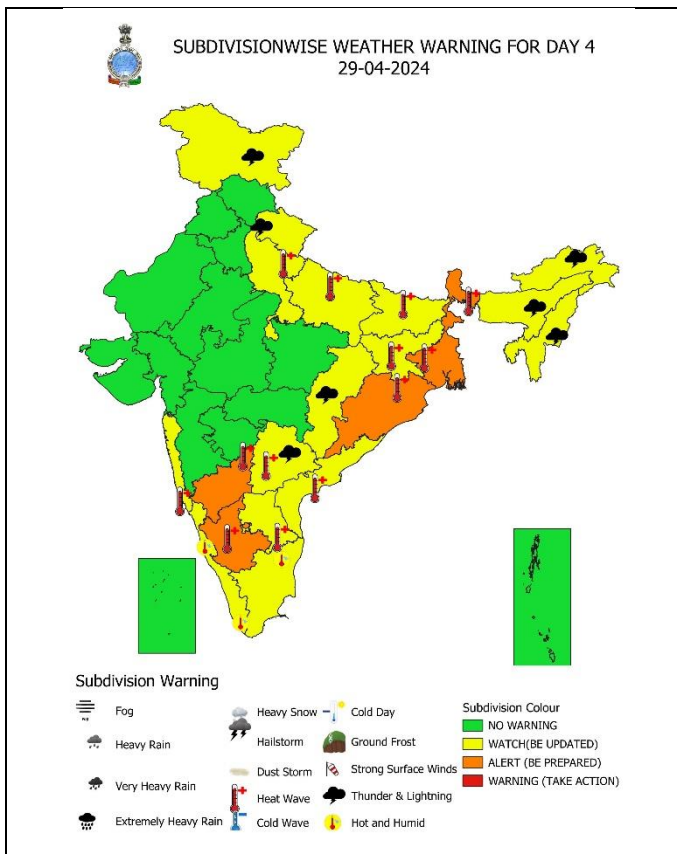 SUBDIVISIONWISE WEATHER WARNING FOR DAY 4
29-04-2024
Subdivision Warning
Fog
Heavy Rain
Very Heavy Rain
Extremely Heavy Rain
Heavy Snow
Hailstorm
Dust Storm
Heat Wave
Cold Wave
Cold Day
Ground Frost
Strong Surface Winds
Thunder & Lightning
Hot and Humid
Subdivision Colour
NO WARNING
WATCH(BE UPDATED)
ALERT (BE PREPARED)
WARNING (TAKE ACTION)